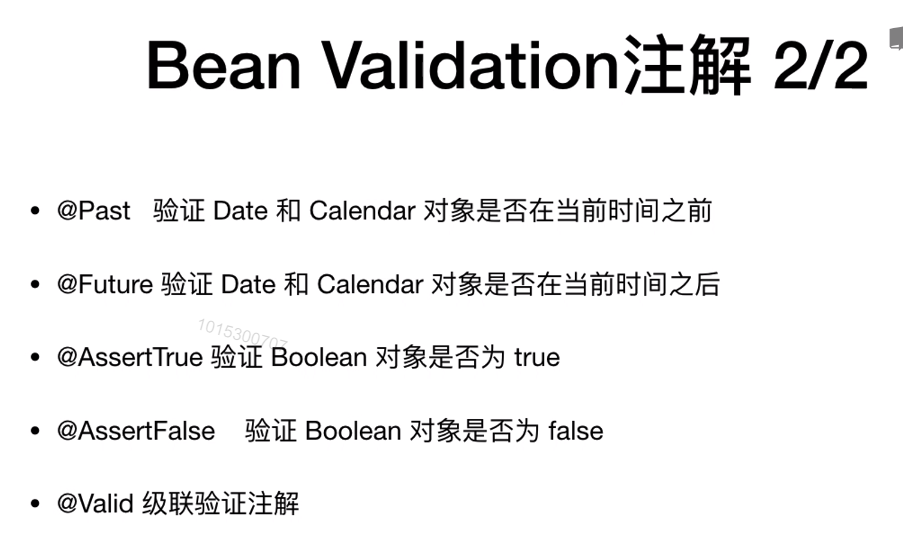 Bean Validation注解 2/2
• @Past 验证 Date 和 Calendar 对象是否在当前时间之前
• @Future 验证 Date 和 Calendar 对象是否在当前时间之后
1015300707
• @AssertTrue 验证 Boolean 对象是否为 true
• @AssertFalse 验证 Boolean 对象是否为 false
• @Valid 级联验证注解